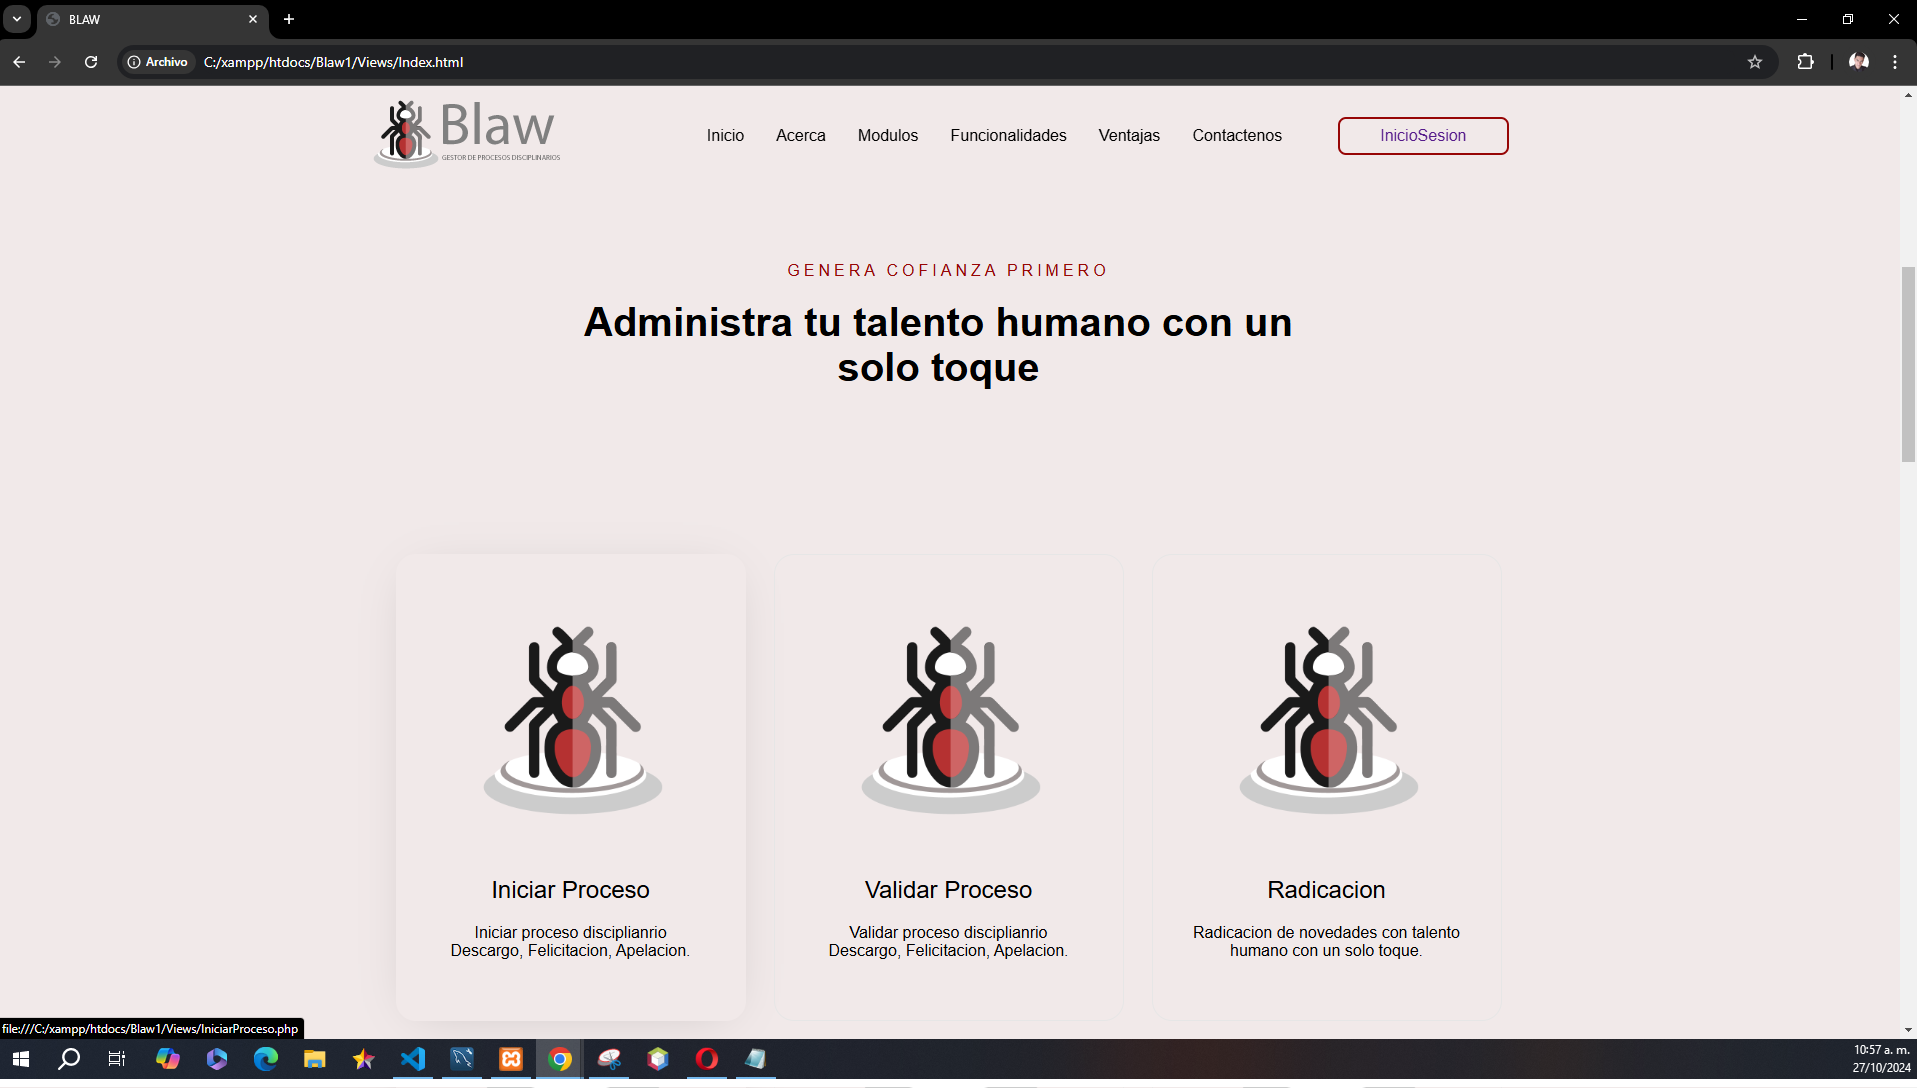 BLAW
Archivo C:/xampp/htdocs/Blaw1/Views/Index.html
Blaw
GESTOR DE PROCESOS DISCIPLINARIOS
Inicio Acerca Modulos Funcionalidades Ventajas Contactenos InicioSesion
GENERA COFIANZA PRIMERO
Administra tu talento humano con un
solo toque
Iniciar Proceso
Iniciar proceso disciplianrio
Descargo, Felicitacion, Apelacion.
Validar Proceso
Validar proceso disciplianrio
Descargo, Felicitacion, Apelacion.
Radicacion
Radicacion de novedades con talento
humano con un solo toque.
file:///C:/xampp/htdocs/Blaw1/Views/IniciarProceso.php
10:57 a. m.
27/10/2024